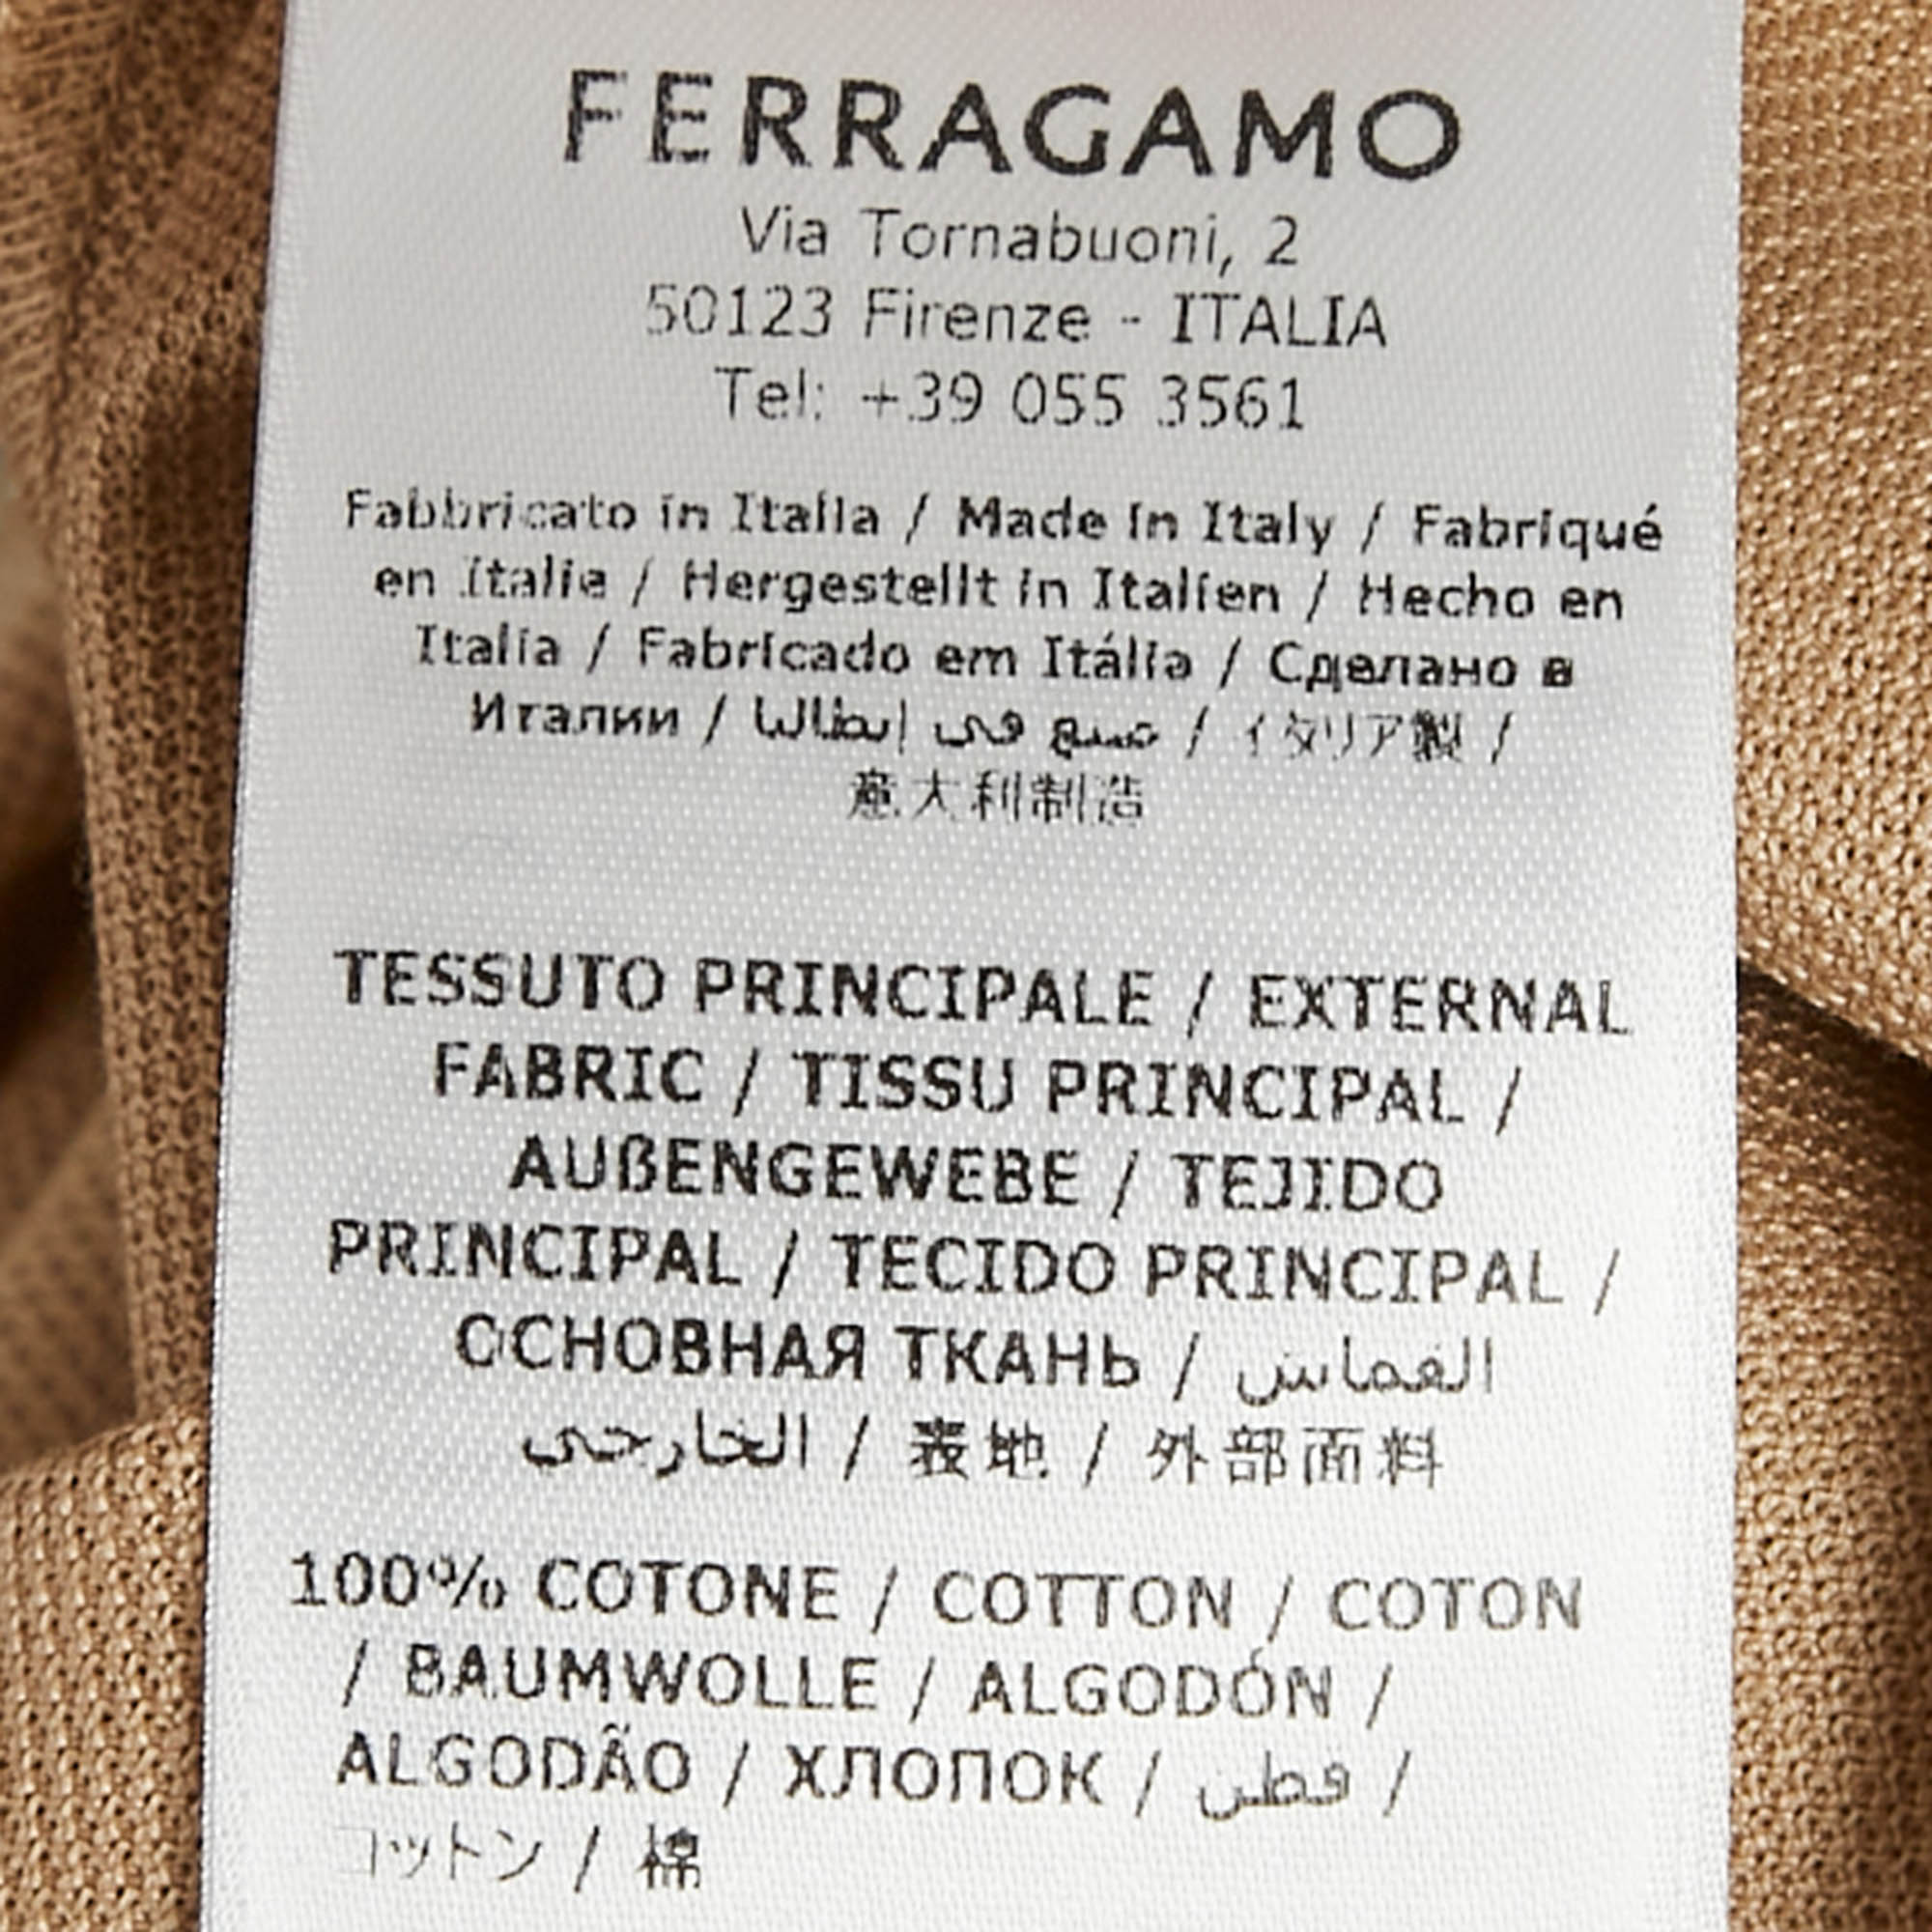 FERRAGAMO
Via Tornabuoni, 2
50123 Firenze - ITALIA
Tel: +39 055 3561
Fabbricato in Italia / Made in Italy / Fabriqué
en Italie / Hergestellt in Italien / Hecho en
Italia / Fabricado em Itália / Сделано в
Италии / صنع في إيطاليا / イタリア製 /
意大利制造
TESSUTO PRINCIPALE / EXTERNAL
FABRIC / TISSU PRINCIPAL /
AUßENGEWEBE / TEJIDO
PRINCIPAL / TECIDO PRINCIPAL /
ОСНОВНАЯ ТКАНЬ / القماش
الخارجي / 表地 / 外部面料
100% COTONE / COTTON / COTON
/ BAUMWOLLE / ALGODÓN /
ALGODÃO / ХЛОПОК / قطن /
コットン / 棉